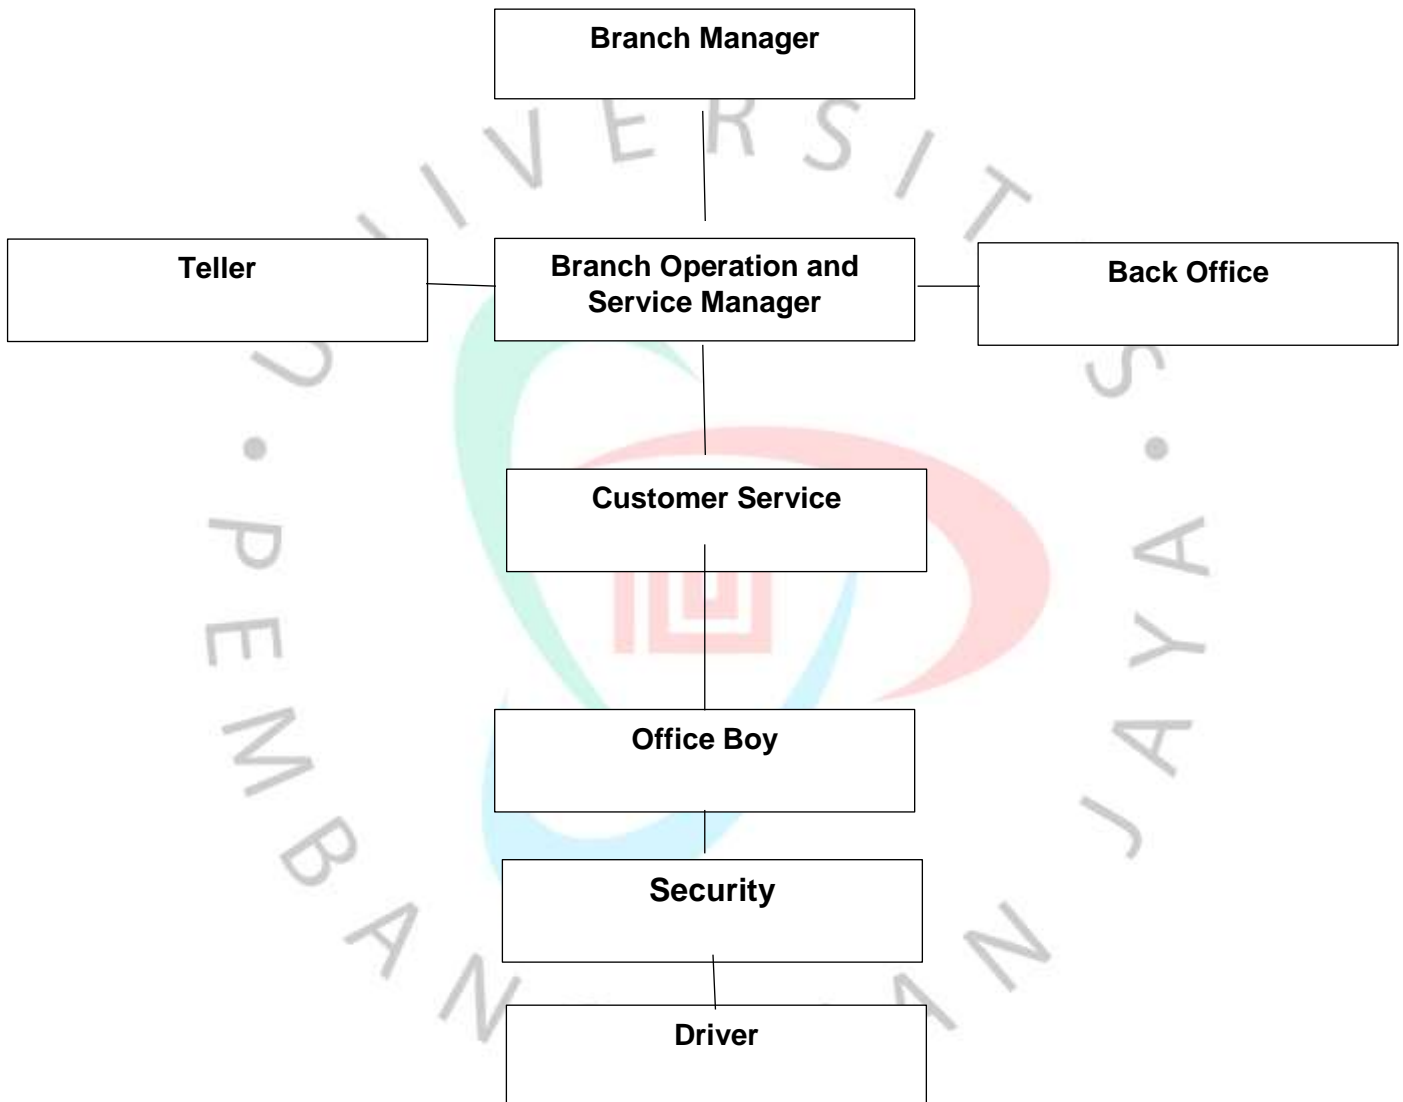 Branch Manager
Teller
Branch Operation and
Service Manager
Back Office
Customer Service
Office Boy
Security
Driver